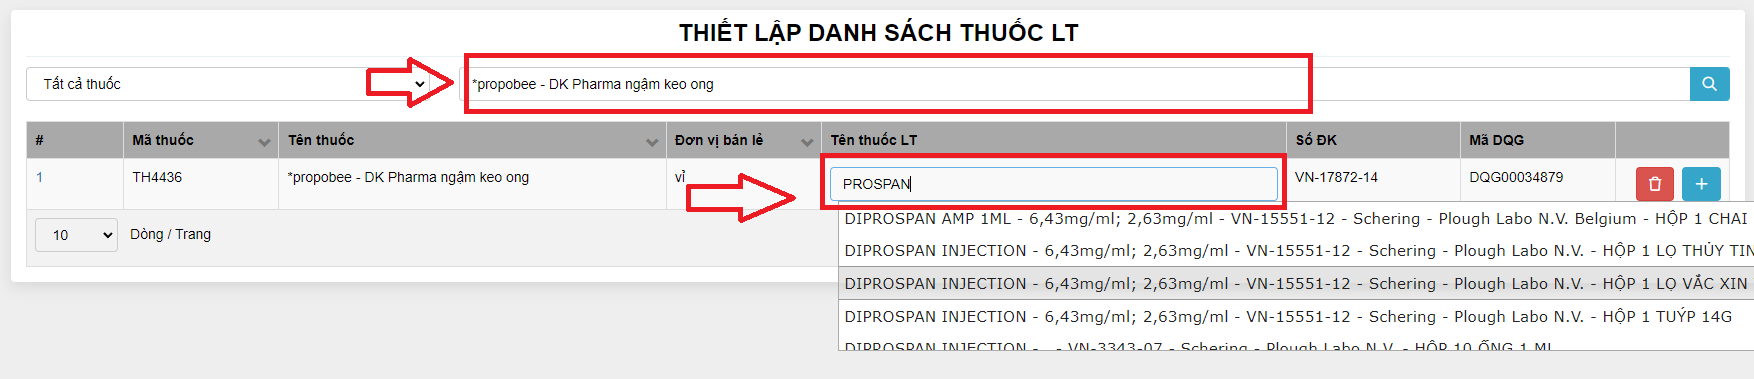 THIẾT LẬP DANH SÁCH THUỐC LT
Tất cả thuốc
*propobee - DK Pharma ngậm keo ong
# Mã thuốc Tên thuốc Đơn vị bán lẻ Tên thuốc LT Số ĐK Mã DQG
1 TH4436 *propobee - DK Pharma ngậm keo ong vỉ PROSPAN VN-17872-14 DQG00034879
DIPROSPAN AMP 1ML - 6,43mg/ml; 2,63mg/ml - VN-15551-12 - Schering - Plough Labo N.V. Belgium - HỘP 1 CHAI
10 Dòng / Trang
DIPROSPAN INJECTION - 6,43mg/ml; 2,63mg/ml - VN-15551-12 - Schering - Plough Labo N.V. - HỘP 1 LỌ THỦY TIN
DIPROSPAN INJECTION - 6,43mg/ml; 2,63mg/ml - VN-15551-12 - Schering - Plough Labo N.V. - HỘP 1 LỌ VẮC XIN
DIPROSPAN INJECTION - 6,43mg/ml; 2,63mg/ml - VN-15551-12 - Schering - Plough Labo N.V. - HỘP 1 TUÝP 14G
DIPROSPAN INJECTION - - VN-3343-07 - Schering - Plough Labo N.V. - HỘP 10 ỐNG 1 ML